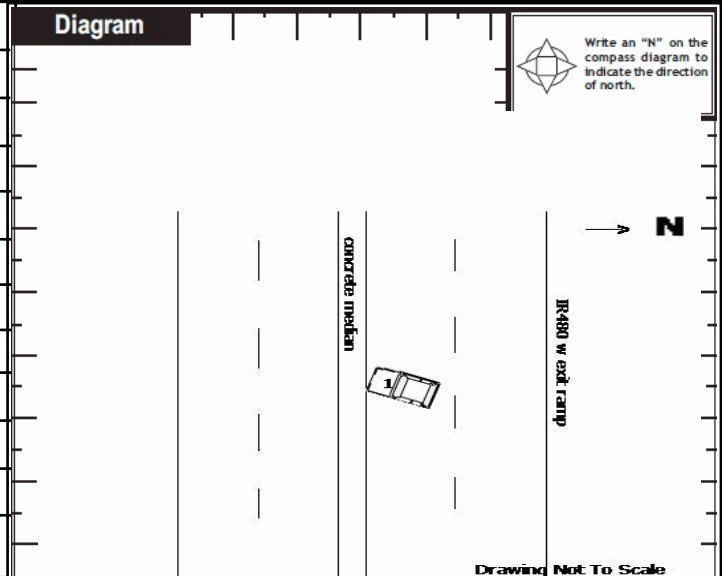 Diagram
Write an “N” on the
compass diagram to
indicate the direction
of north.
N
concrete median
IR480 w exit ramp
1
Drawing Not To Scale